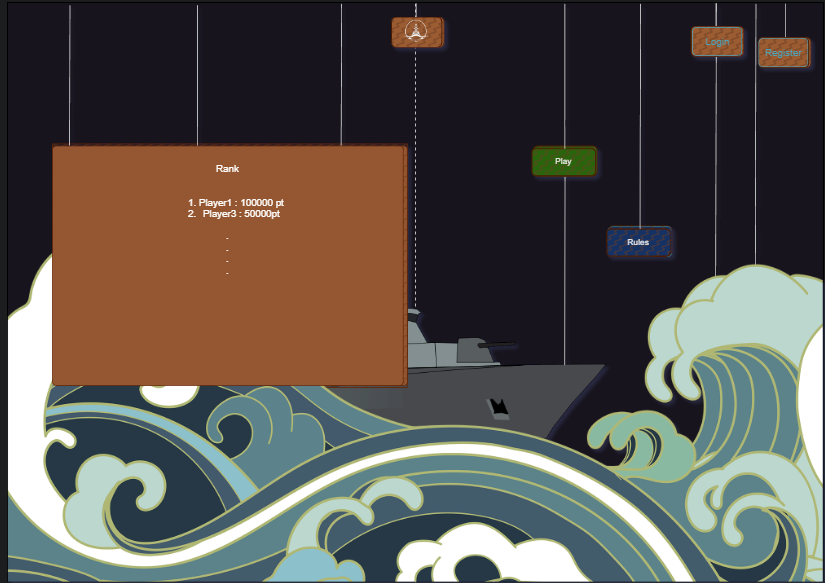 Login
Register
Rank
Play
1. Player1 : 100000 pt
2. Player3 : 50000pt
-
-
-
-
Rules